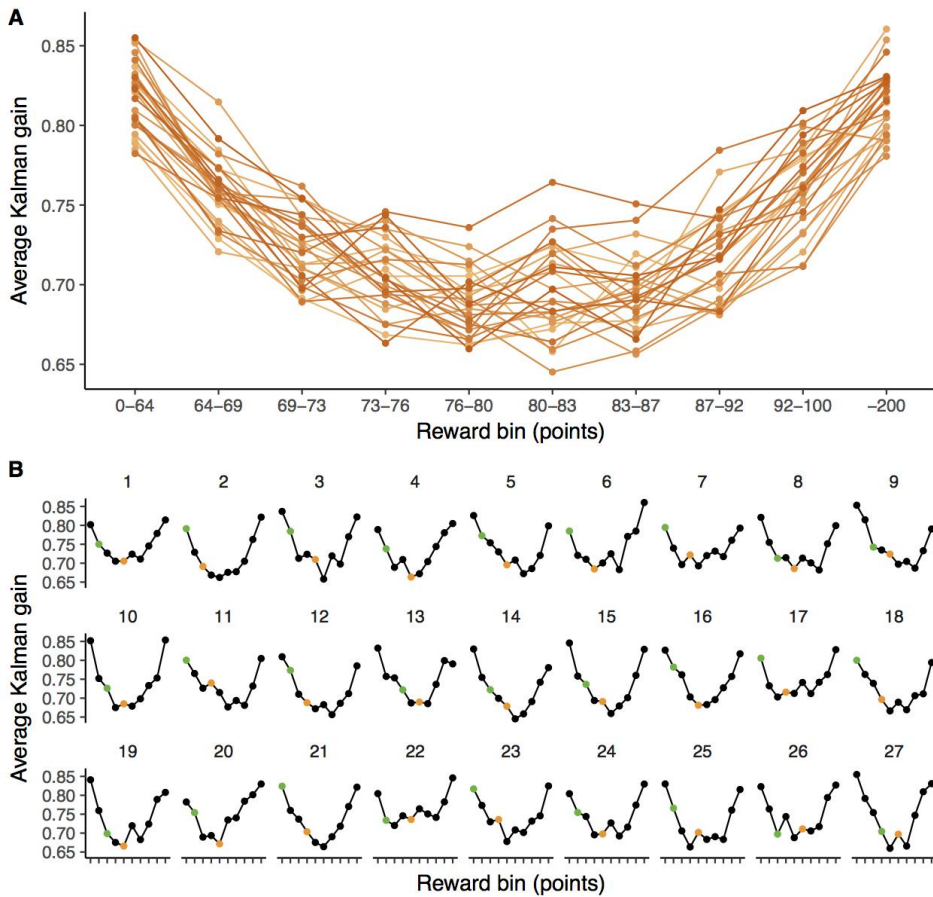 A
Average Kalman gain
0.85
0.80
0.75
0.70
0.65
0–64 64–69 69–73 73–76 76–80 80–83 83–87 87–92 92–100 –200
Reward bin (points)
B
Average Kalman gain
1 2 3 4 5 6 7 8 9
0.85
0.80
0.75
0.70
0.65
10 11 12 13 14 15 16 17 18
0.85
0.80
0.75
0.70
0.65
19 20 21 22 23 24 25 26 27
0.85
0.80
0.75
0.70
0.65
Reward bin (points)